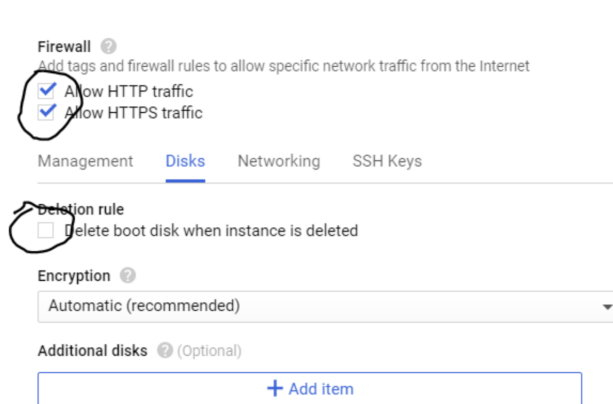 Firewall ?
Add tags and firewall rules to allow specific network traffic from the Internet
Allow HTTP traffic
Allow HTTPS traffic
Management Disks Networking SSH Keys
Deletion rule
Delete boot disk when instance is deleted
Encryption ?
Automatic (recommended)
Additional disks ? (Optional)
+ Add item